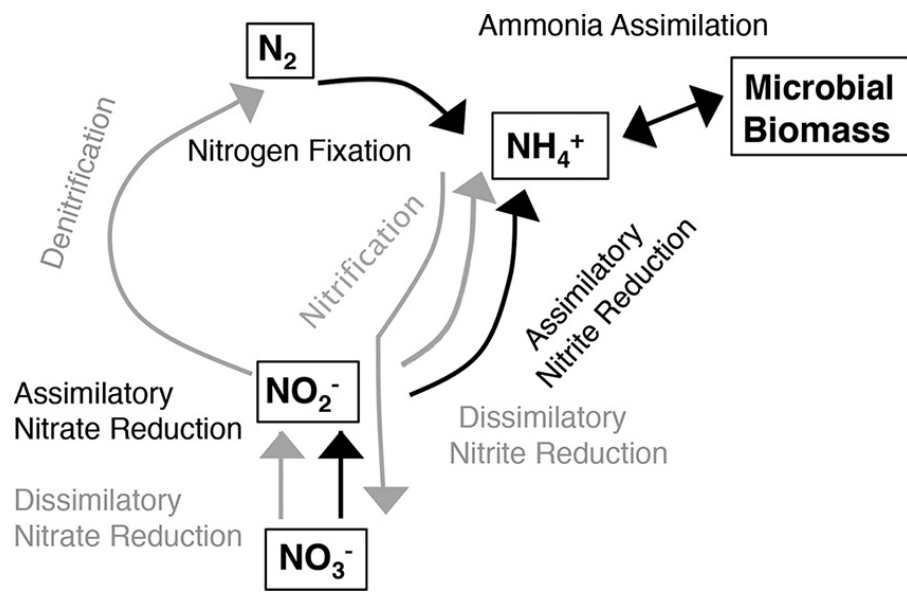 Ammonia Assimilation
N₂
Microbial
Biomass
Denitrification
Nitrogen Fixation
NH₄⁺
Nitrification
Assimilatory
Nitrite Reduction
NO₂⁻
Assimilatory
Nitrate Reduction
Dissimilatory
Nitrite Reduction
Dissimilatory
Nitrate Reduction
NO₃⁻